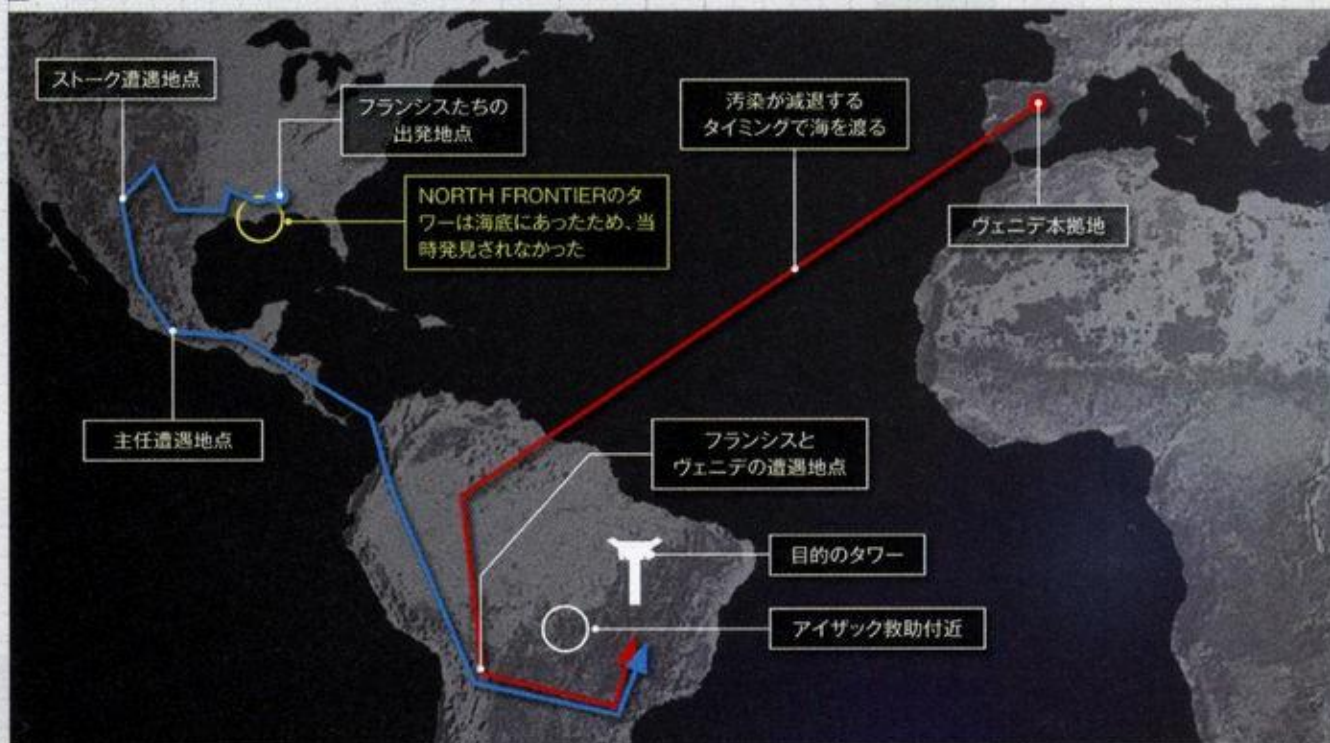 ストーク遭遇地点
フランシスたちの
出発地点
汚染が減退する
タイミングで海を渡る
NORTH FRONTIERのタ
ワーは海底にあったため、当
時発見されなかった
ヴェニデ本拠地
主任遭遇地点
フランシスと
ヴェニデの遭遇地点
目的のタワー
アイザック救助付近